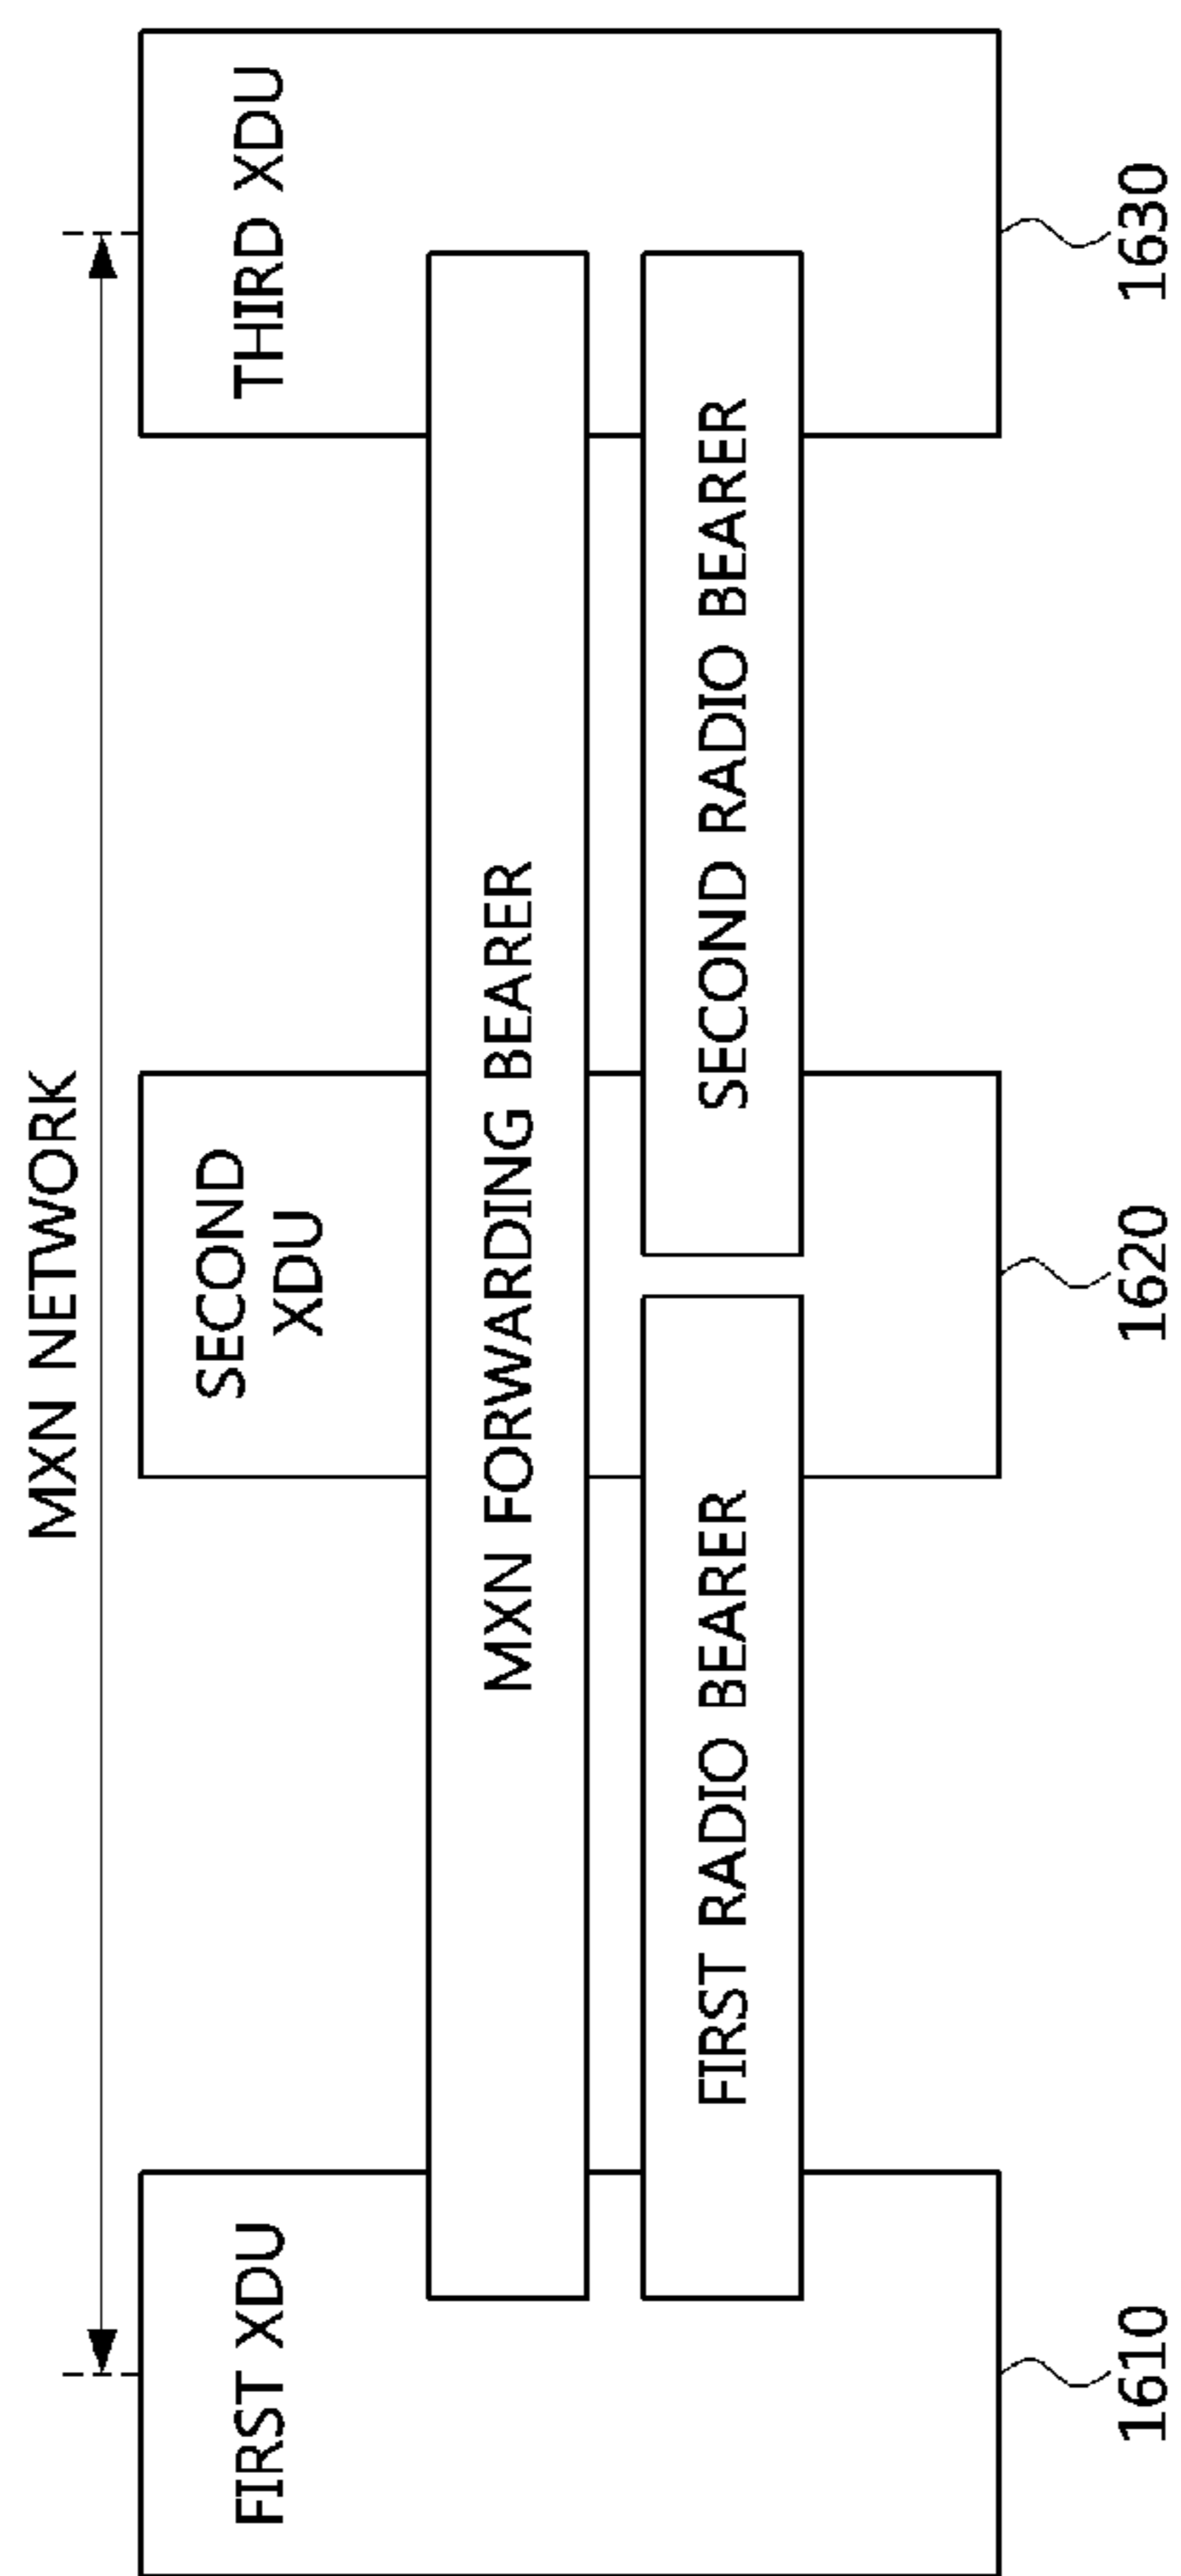 MXN NETWORK
FIRST XDU
SECOND
XDU
THIRD XDU
MXN FORWARDING BEARER
FIRST RADIO BEARER
SECOND RADIO BEARER
1610
1620
1630